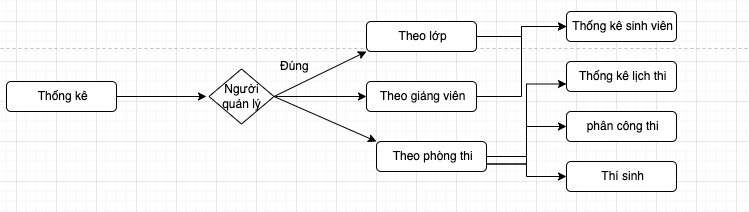 Thống kê
Người
quản lý
Đúng
Theo lớp
Theo giảng viên
Theo phòng thi
Thống kê sinh viên
Thống kê lịch thi
phân công thi
Thí sinh